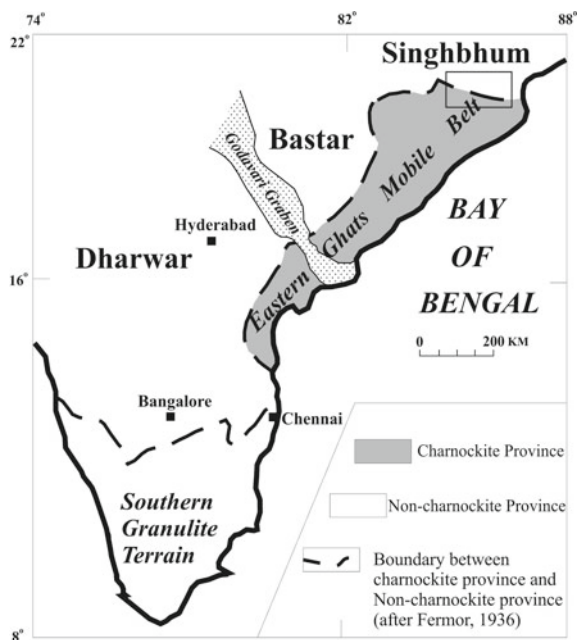 74°
82°
88°
22°
Singhbhum
Bastar
Godavari Graben
Eastern Ghats Mobile Belt
Hyderabad
Dharwar
BAY
OF
BENGAL
16°
0 200 KM
Bangalore
Chennai
Southern
Granulite
Terrain
Charnockite Province
Non-charnockite Province
Boundary between
charnockite province and
Non-charnockite province
(after Fermor, 1936)
8°